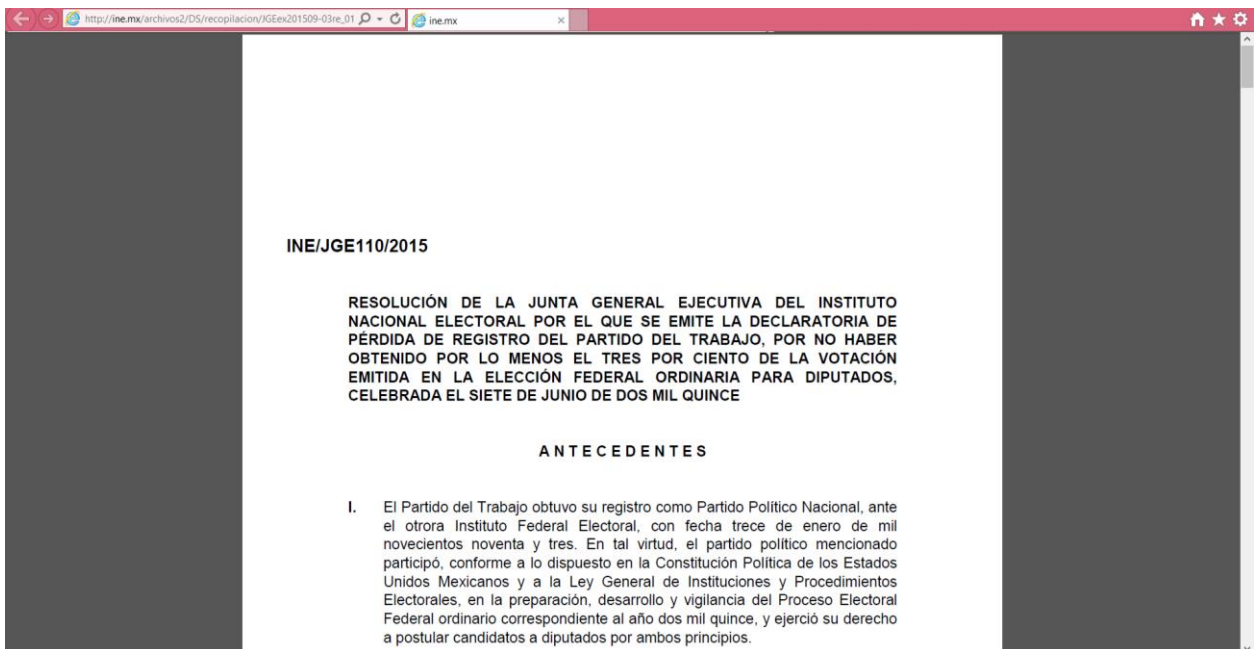 http://ine.mx/archivos2/DS/recopilacion/JGEex201509-03re_01
ine.mx
INE/JGE110/2015
RESOLUCIÓN DE LA JUNTA GENERAL EJECUTIVA DEL INSTITUTO
NACIONAL ELECTORAL POR EL QUE SE EMITE LA DECLARATORIA DE
PÉRDIDA DE REGISTRO DEL PARTIDO DEL TRABAJO, POR NO HABER
OBTENIDO POR LO MENOS EL TRES POR CIENTO DE LA VOTACIÓN
EMITIDA EN LA ELECCIÓN FEDERAL ORDINARIA PARA DIPUTADOS,
CELEBRADA EL SIETE DE JUNIO DE DOS MIL QUINCE
A N T E C E D E N T E S
I. El Partido del Trabajo obtuvo su registro como Partido Político Nacional, ante
el otrora Instituto Federal Electoral, con fecha trece de enero de mil
novecientos noventa y tres. En tal virtud, el partido político mencionado
participó, conforme a lo dispuesto en la Constitución Política de los Estados
Unidos Mexicanos y a la Ley General de Instituciones y Procedimientos
Electorales, en la preparación, desarrollo y vigilancia del Proceso Electoral
Federal ordinario correspondiente al año dos mil quince, y ejerció su derecho
a postular candidatos a diputados por ambos principios.